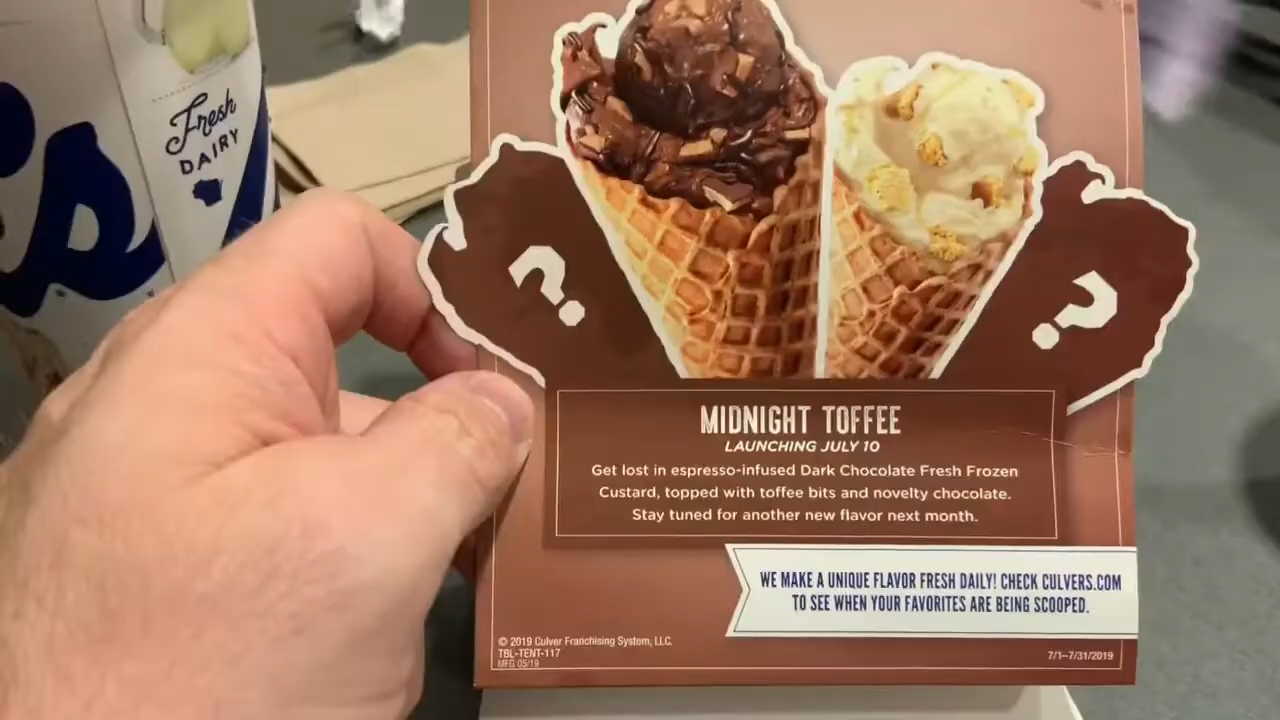 's
Fresh
DAIRY
?
?
MIDNIGHT TOFFEE
LAUNCHING JULY 10
Get lost in espresso-infused Dark Chocolate Fresh Frozen
Custard, topped with toffee bits and novelty chocolate.
Stay tuned for another new flavor next month.
WE MAKE A UNIQUE FLAVOR FRESH DAILY! CHECK CULVERS.COM
TO SEE WHEN YOUR FAVORITES ARE BEING SCOOPED.
© 2019 Culver Franchising System, LLC.
TBL-TENT-117
MFG 05/19
7/1–7/31/2019